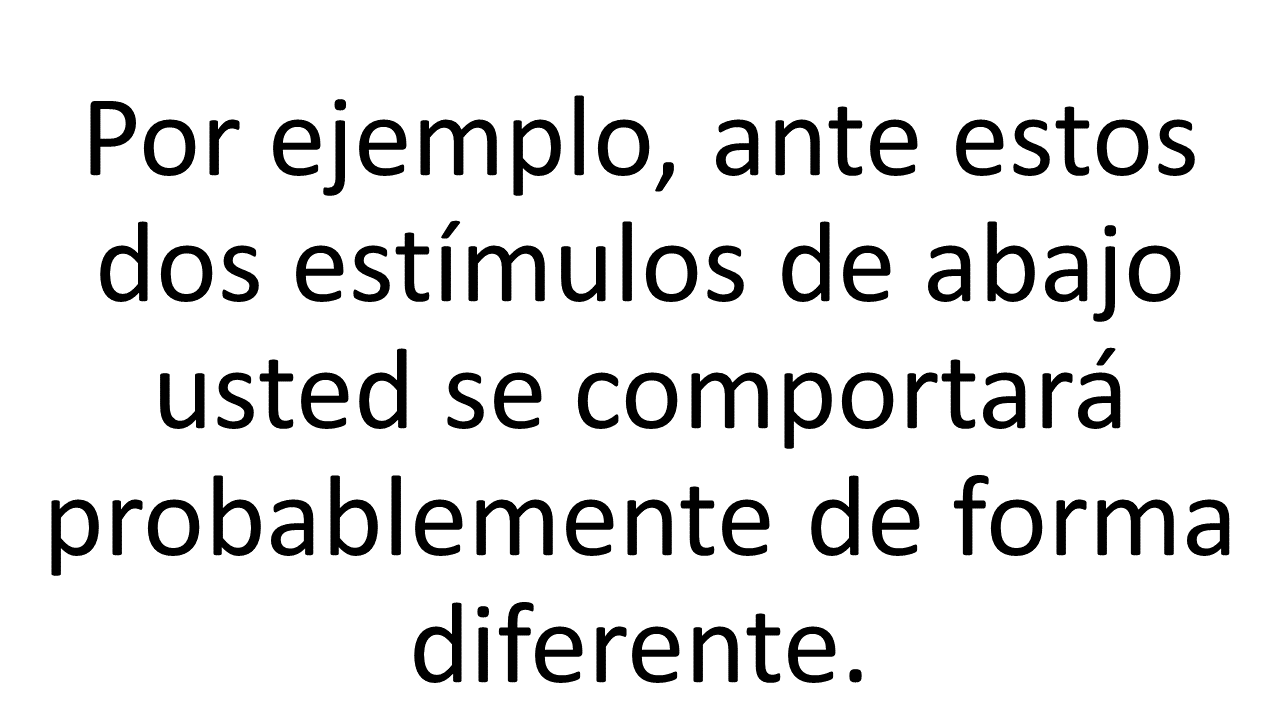 Por ejemplo, ante estos
dos estímulos de abajo
usted se comportará
probablemente de forma
diferente.